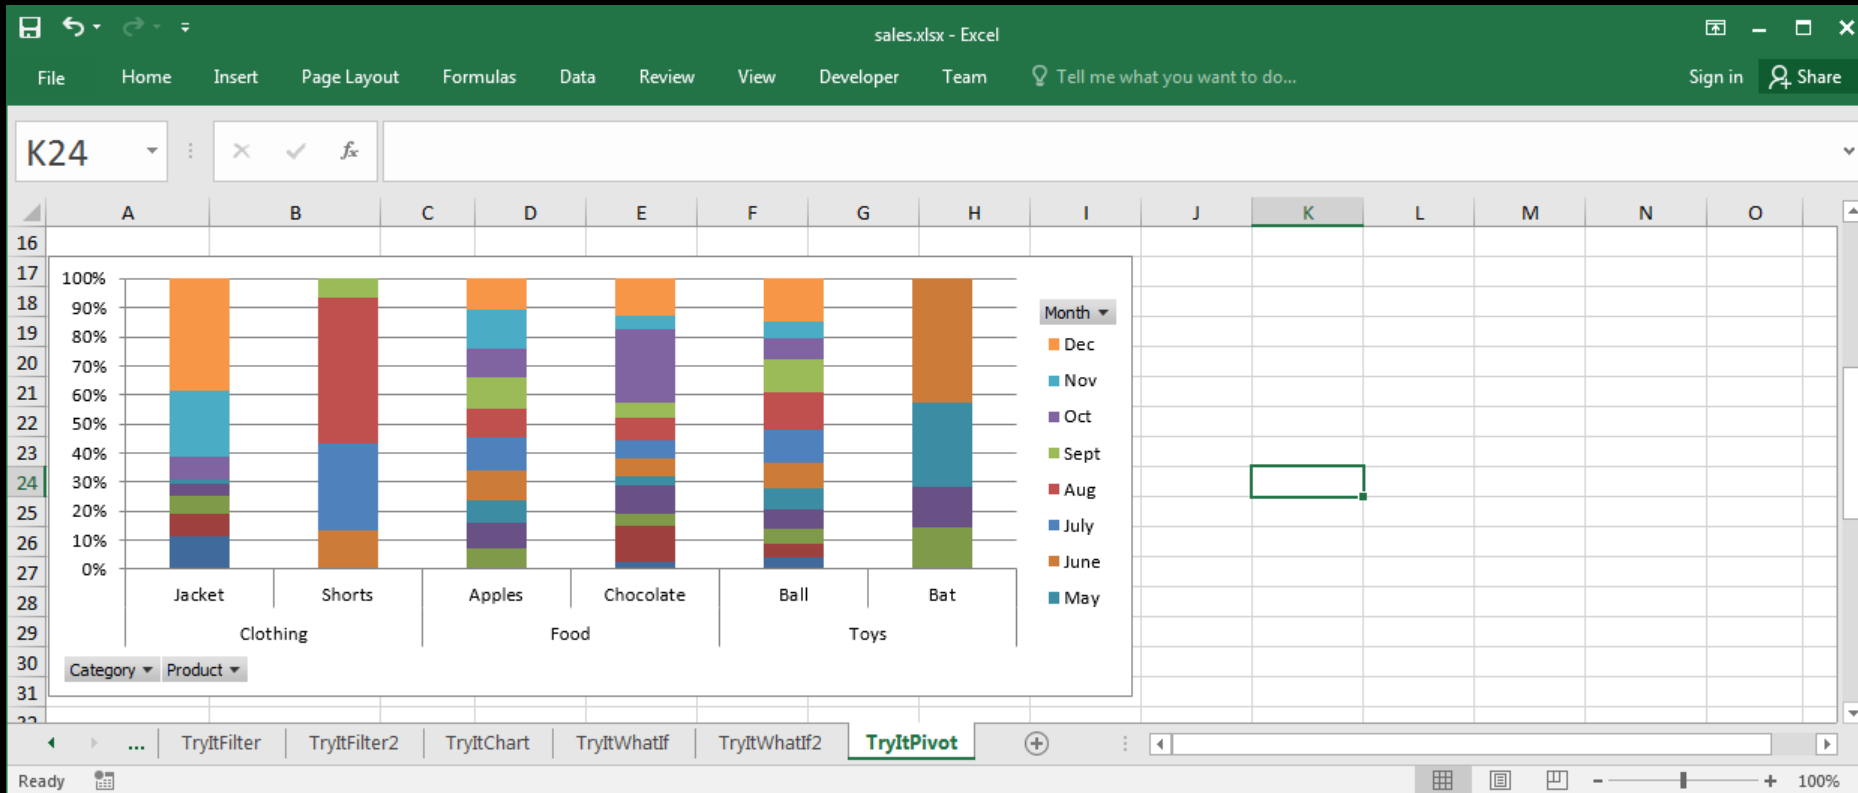 sales.xlsx - Excel
File Home Insert Page Layout Formulas Data Review View Developer Team Tell me what you want to do... Sign in Share
K24 fx
A B C D E F G H I J K L M N O
16
17
18
19
20
21
22
23
24
25
26
27
28
29
30
31
32
100%
90%
80%
70%
60%
50%
40%
30%
20%
10%
0%
Jacket Shorts Apples Chocolate Ball Bat
Clothing Food Toys
Category Product
Month
Dec
Nov
Oct
Sept
Aug
July
June
May
... TryItFilter TryItFilter2 TryItChart TryItWhatIf TryItWhatIf2 TryItPivot
Ready 100%